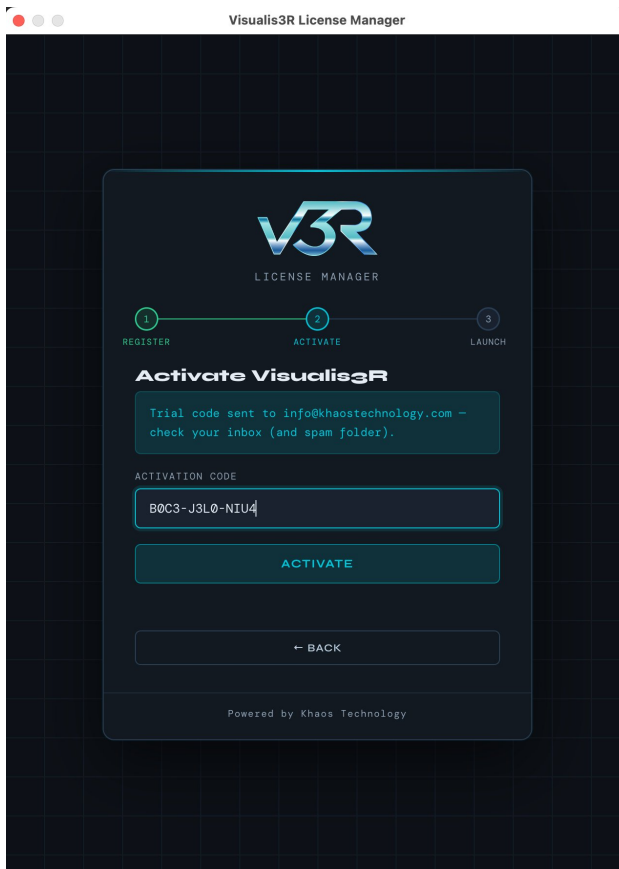 Visualis3R License Manager
V3R
LICENSE MANAGER
1
2
3
REGISTER
ACTIVATE
LAUNCH
Activate Visualis3R
Trial code sent to info@khaostechnology.com —
check your inbox (and spam folder).
ACTIVATION CODE
B0C3-J3L0-NIU4
ACTIVATE
← BACK
Powered by Khaos Technology